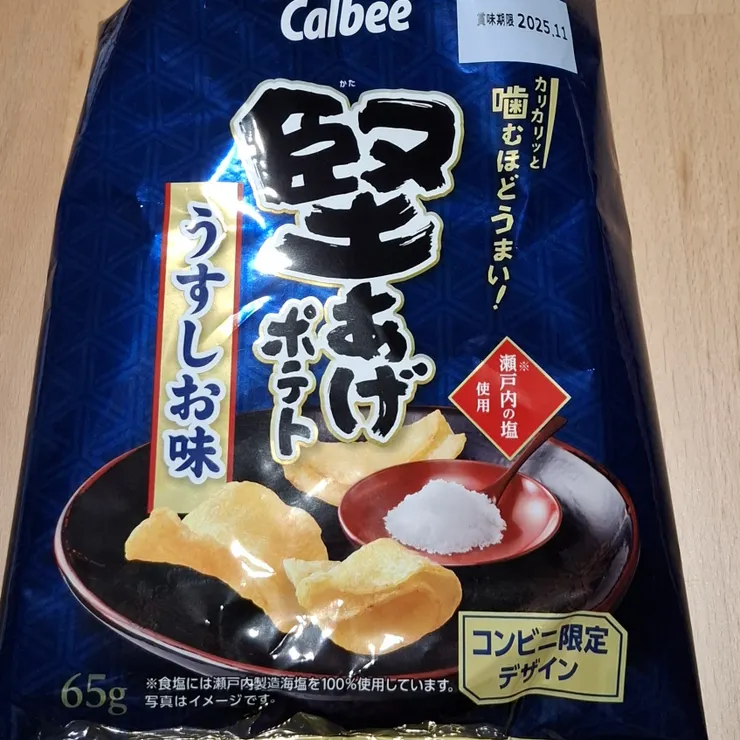 Calbee
賞味期限 2025.11
カリカリッと
噛むほどうまい!
かた
堅あげ
ポテト
うすしお味
※瀬戸内の塩
使用
コンビニ限定
デザイン
65g
※食塩には瀬戸内製造海塩を100%使用しています。
写真はイメージです。